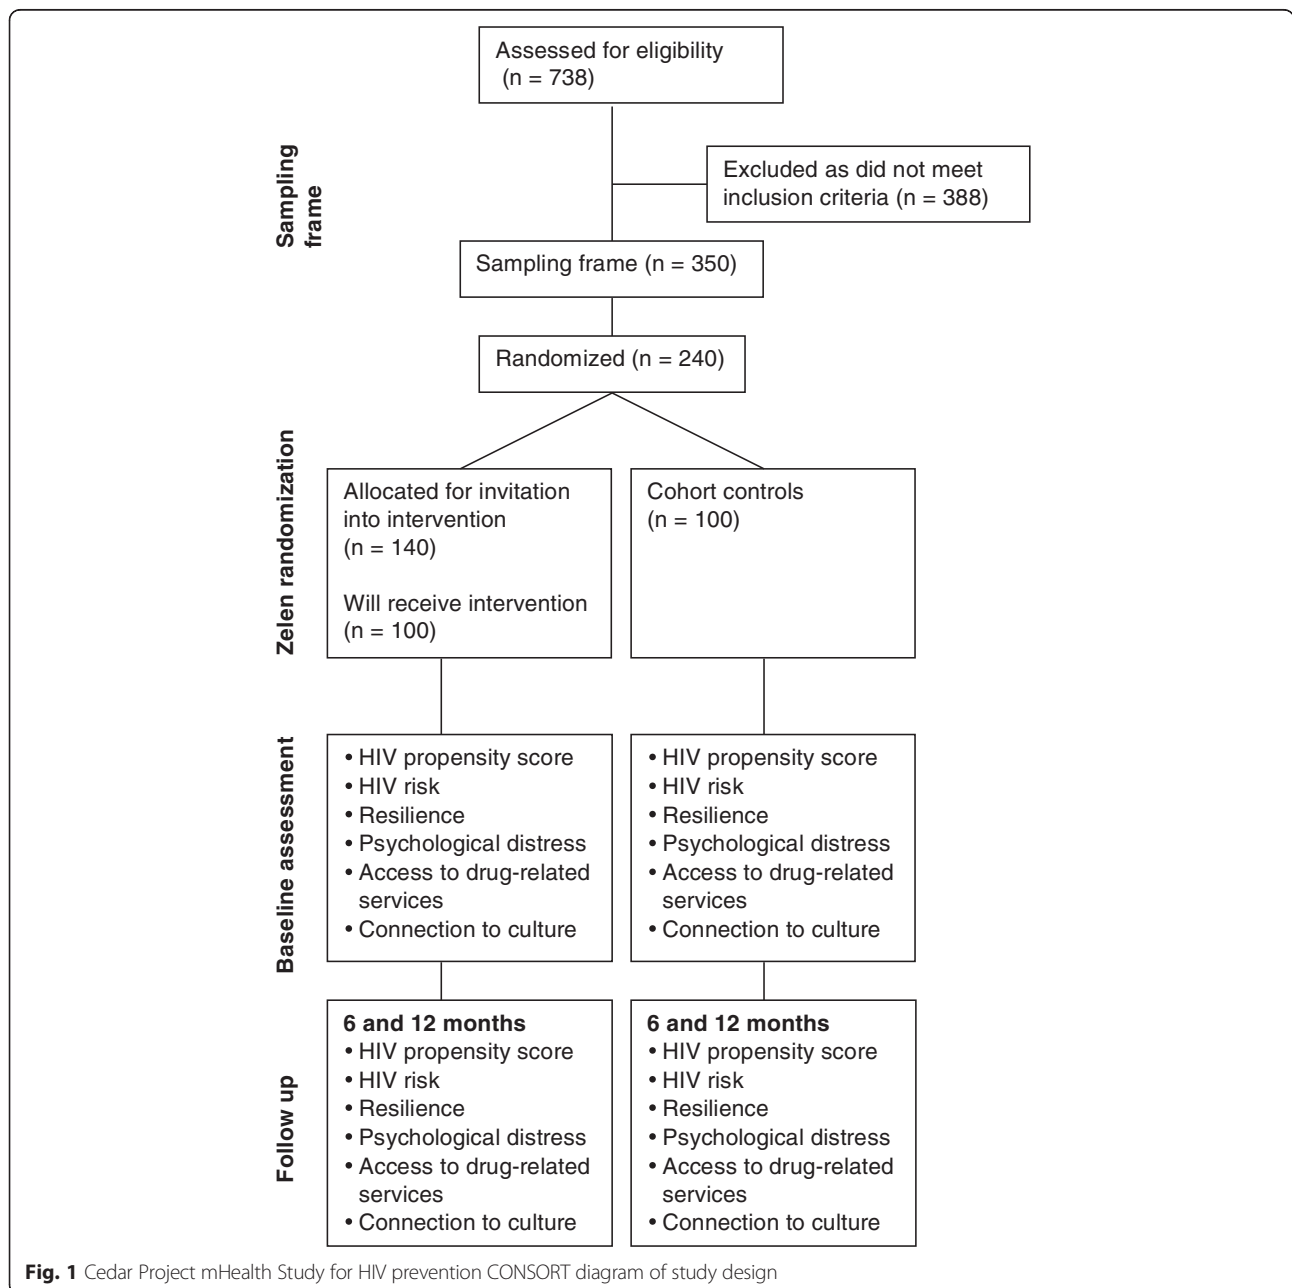 Assessed for eligibility
(n = 738)
Sampling
frame
Excluded as did not meet
inclusion criteria (n = 388)
Sampling frame (n = 350)
Randomized (n = 240)
Zelen randomization
Allocated for invitation
into intervention
(n = 140)
Will receive intervention
(n = 100)
Cohort controls
(n = 100)
Baseline assessment
• HIV propensity score
• HIV risk
• Resilience
• Psychological distress
• Access to drug-related
services
• Connection to culture
• HIV propensity score
• HIV risk
• Resilience
• Psychological distress
• Access to drug-related
services
• Connection to culture
Follow up
6 and 12 months
• HIV propensity score
• HIV risk
• Resilience
• Psychological distress
• Access to drug-related
services
• Connection to culture
6 and 12 months
• HIV propensity score
• HIV risk
• Resilience
• Psychological distress
• Access to drug-related
services
• Connection to culture
Fig. 1 Cedar Project mHealth Study for HIV prevention CONSORT diagram of study design